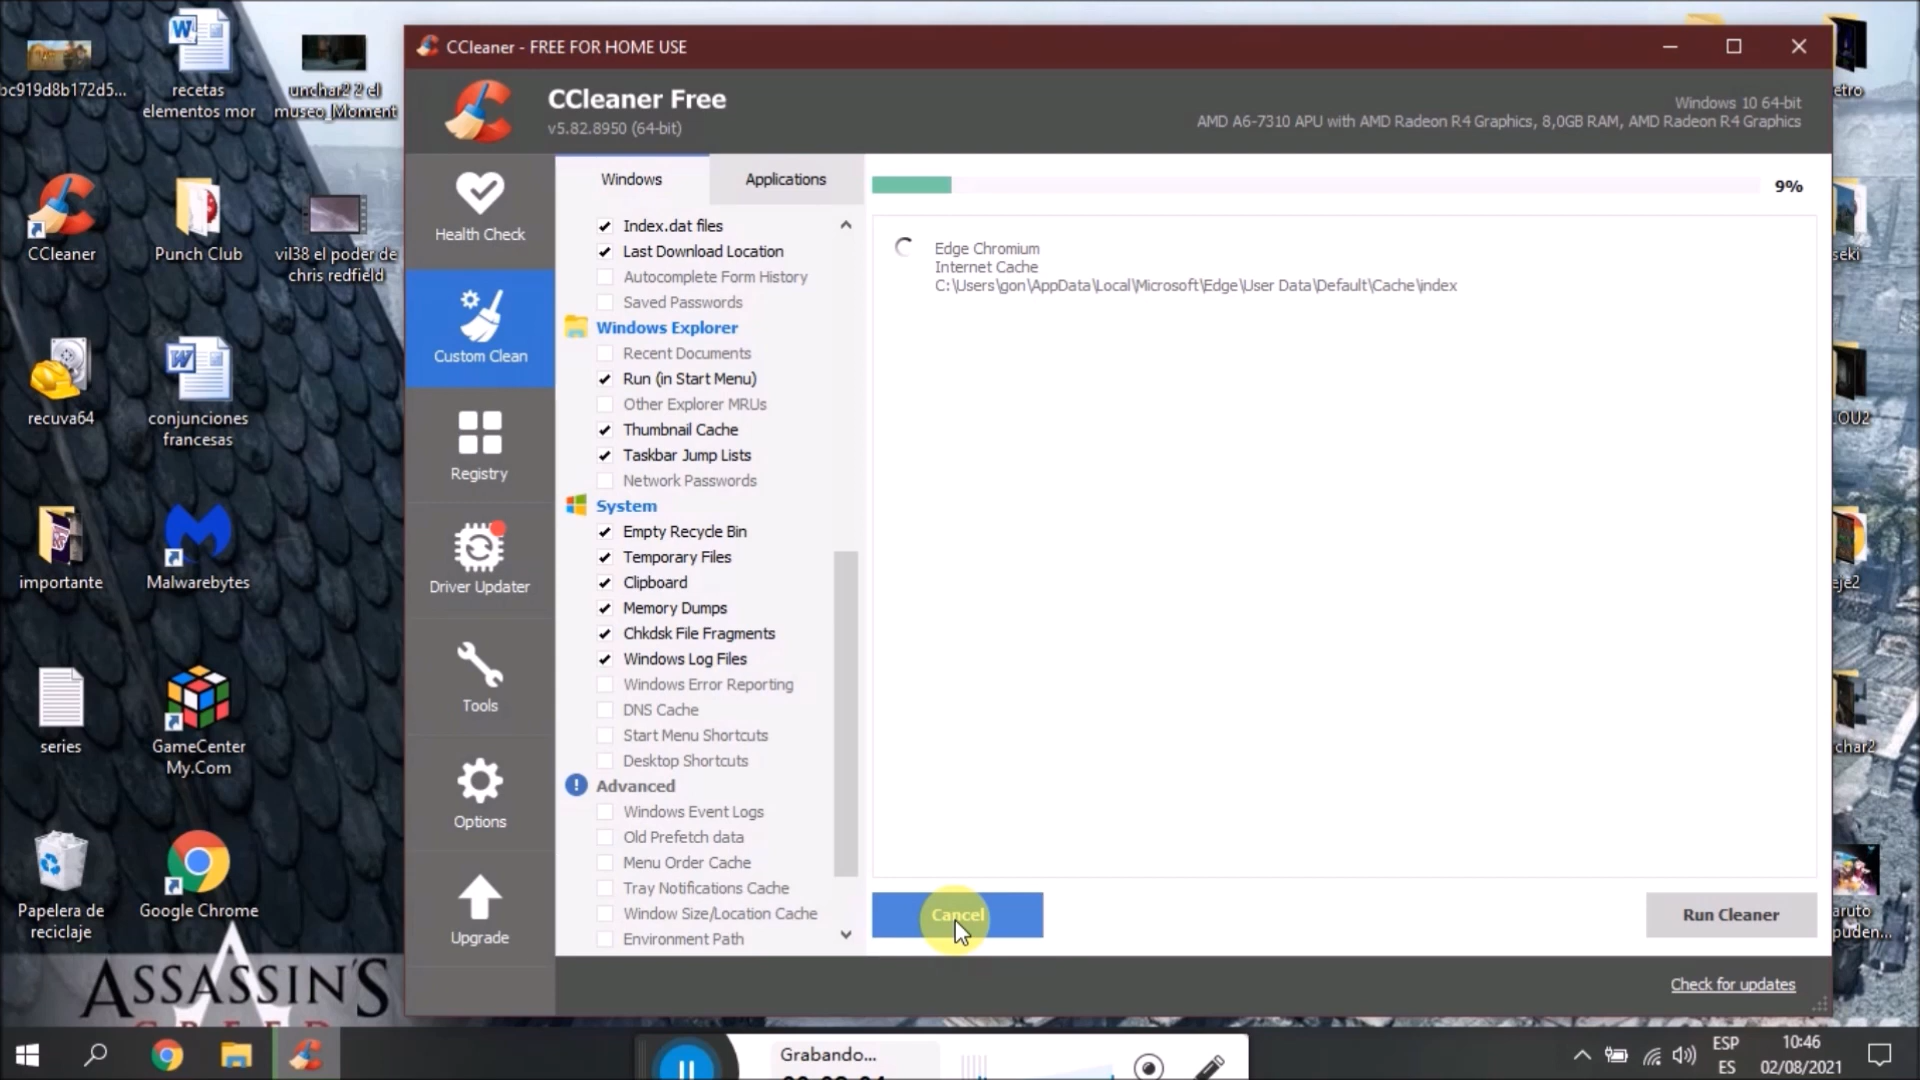 bc919d8b172d5...
recetas
elementos mor
unchar2 2 el
museo_Moment
CCleaner
Punch Club
vil38 el poder de
chris redfield
recuva64
conjunciones
francesas
importante
Malwarebytes
series
GameCenter
My.Com
Papelera de
reciclaje
Google Chrome
ASSASSIN'S
CREED
CCleaner - FREE FOR HOME USE
CCleaner Free
v5.82.8950 (64-bit)
Windows 10 64-bit
AMD A6-7310 APU with AMD Radeon R4 Graphics, 8,0GB RAM, AMD Radeon R4 Graphics
Health Check
Custom Clean
Registry
Driver Updater
Tools
Options
Upgrade
Windows
Applications
Index.dat files
Last Download Location
Autocomplete Form History
Saved Passwords
Windows Explorer
Recent Documents
Run (in Start Menu)
Other Explorer MRUs
Thumbnail Cache
Taskbar Jump Lists
Network Passwords
System
Empty Recycle Bin
Temporary Files
Clipboard
Memory Dumps
Chkdsk File Fragments
Windows Log Files
Windows Error Reporting
DNS Cache
Start Menu Shortcuts
Desktop Shortcuts
Advanced
Windows Event Logs
Old Prefetch data
Menu Order Cache
Tray Notifications Cache
Window Size/Location Cache
Environment Path
9%
Edge Chromium
Internet Cache
C:\Users\gon\AppData\Local\Microsoft\Edge\User Data\Default\Cache\index
Cancel
Run Cleaner
Check for updates
etro
seki
OU2
eje2
char2
aruto
puden...
Grabando...
ESP
ES
10:46
02/08/2021